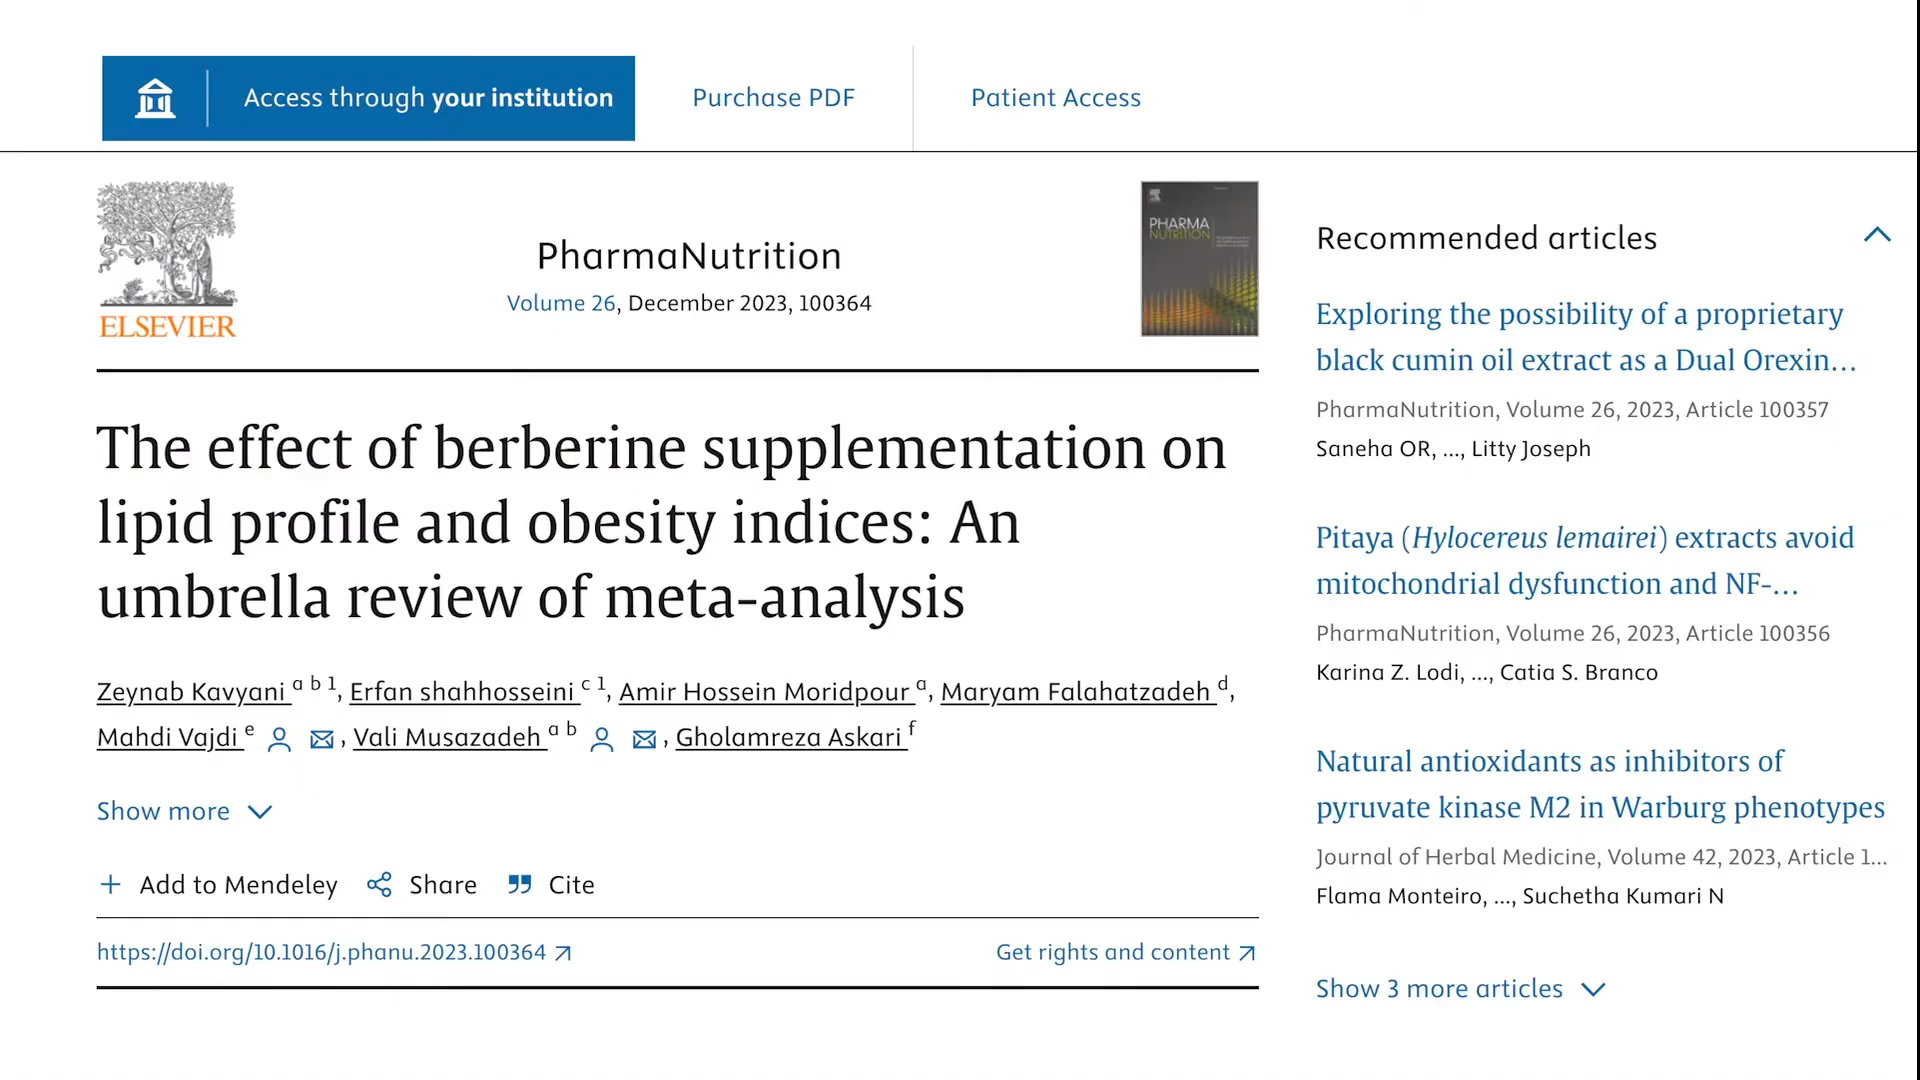 Access through your institution
Purchase PDF
Patient Access
ELSEVIER
PharmaNutrition
Volume 26, December 2023, 100364
PHARMA
NUTRITION
The effect of berberine supplementation on
lipid profile and obesity indices: An
umbrella review of meta-analysis
Zeynab Kavyani a b 1, Erfan shahhosseini c 1, Amir Hossein Moridpour a, Maryam Falahatzadeh d,
Mahdi Vajdi e, Vali Musazadeh a b, Gholamreza Askari f
Show more
Add to Mendeley Share Cite
https://doi.org/10.1016/j.phanu.2023.100364
Get rights and content
Recommended articles
Exploring the possibility of a proprietary
black cumin oil extract as a Dual Orexin…
PharmaNutrition, Volume 26, 2023, Article 100357
Saneha OR, …, Litty Joseph
Pitaya (Hylocereus lemairei) extracts avoid
mitochondrial dysfunction and NF-…
PharmaNutrition, Volume 26, 2023, Article 100356
Karina Z. Lodi, …, Catia S. Branco
Natural antioxidants as inhibitors of
pyruvate kinase M2 in Warburg phenotypes
Journal of Herbal Medicine, Volume 42, 2023, Article 1…
Flama Monteiro, …, Suchetha Kumari N
Show 3 more articles